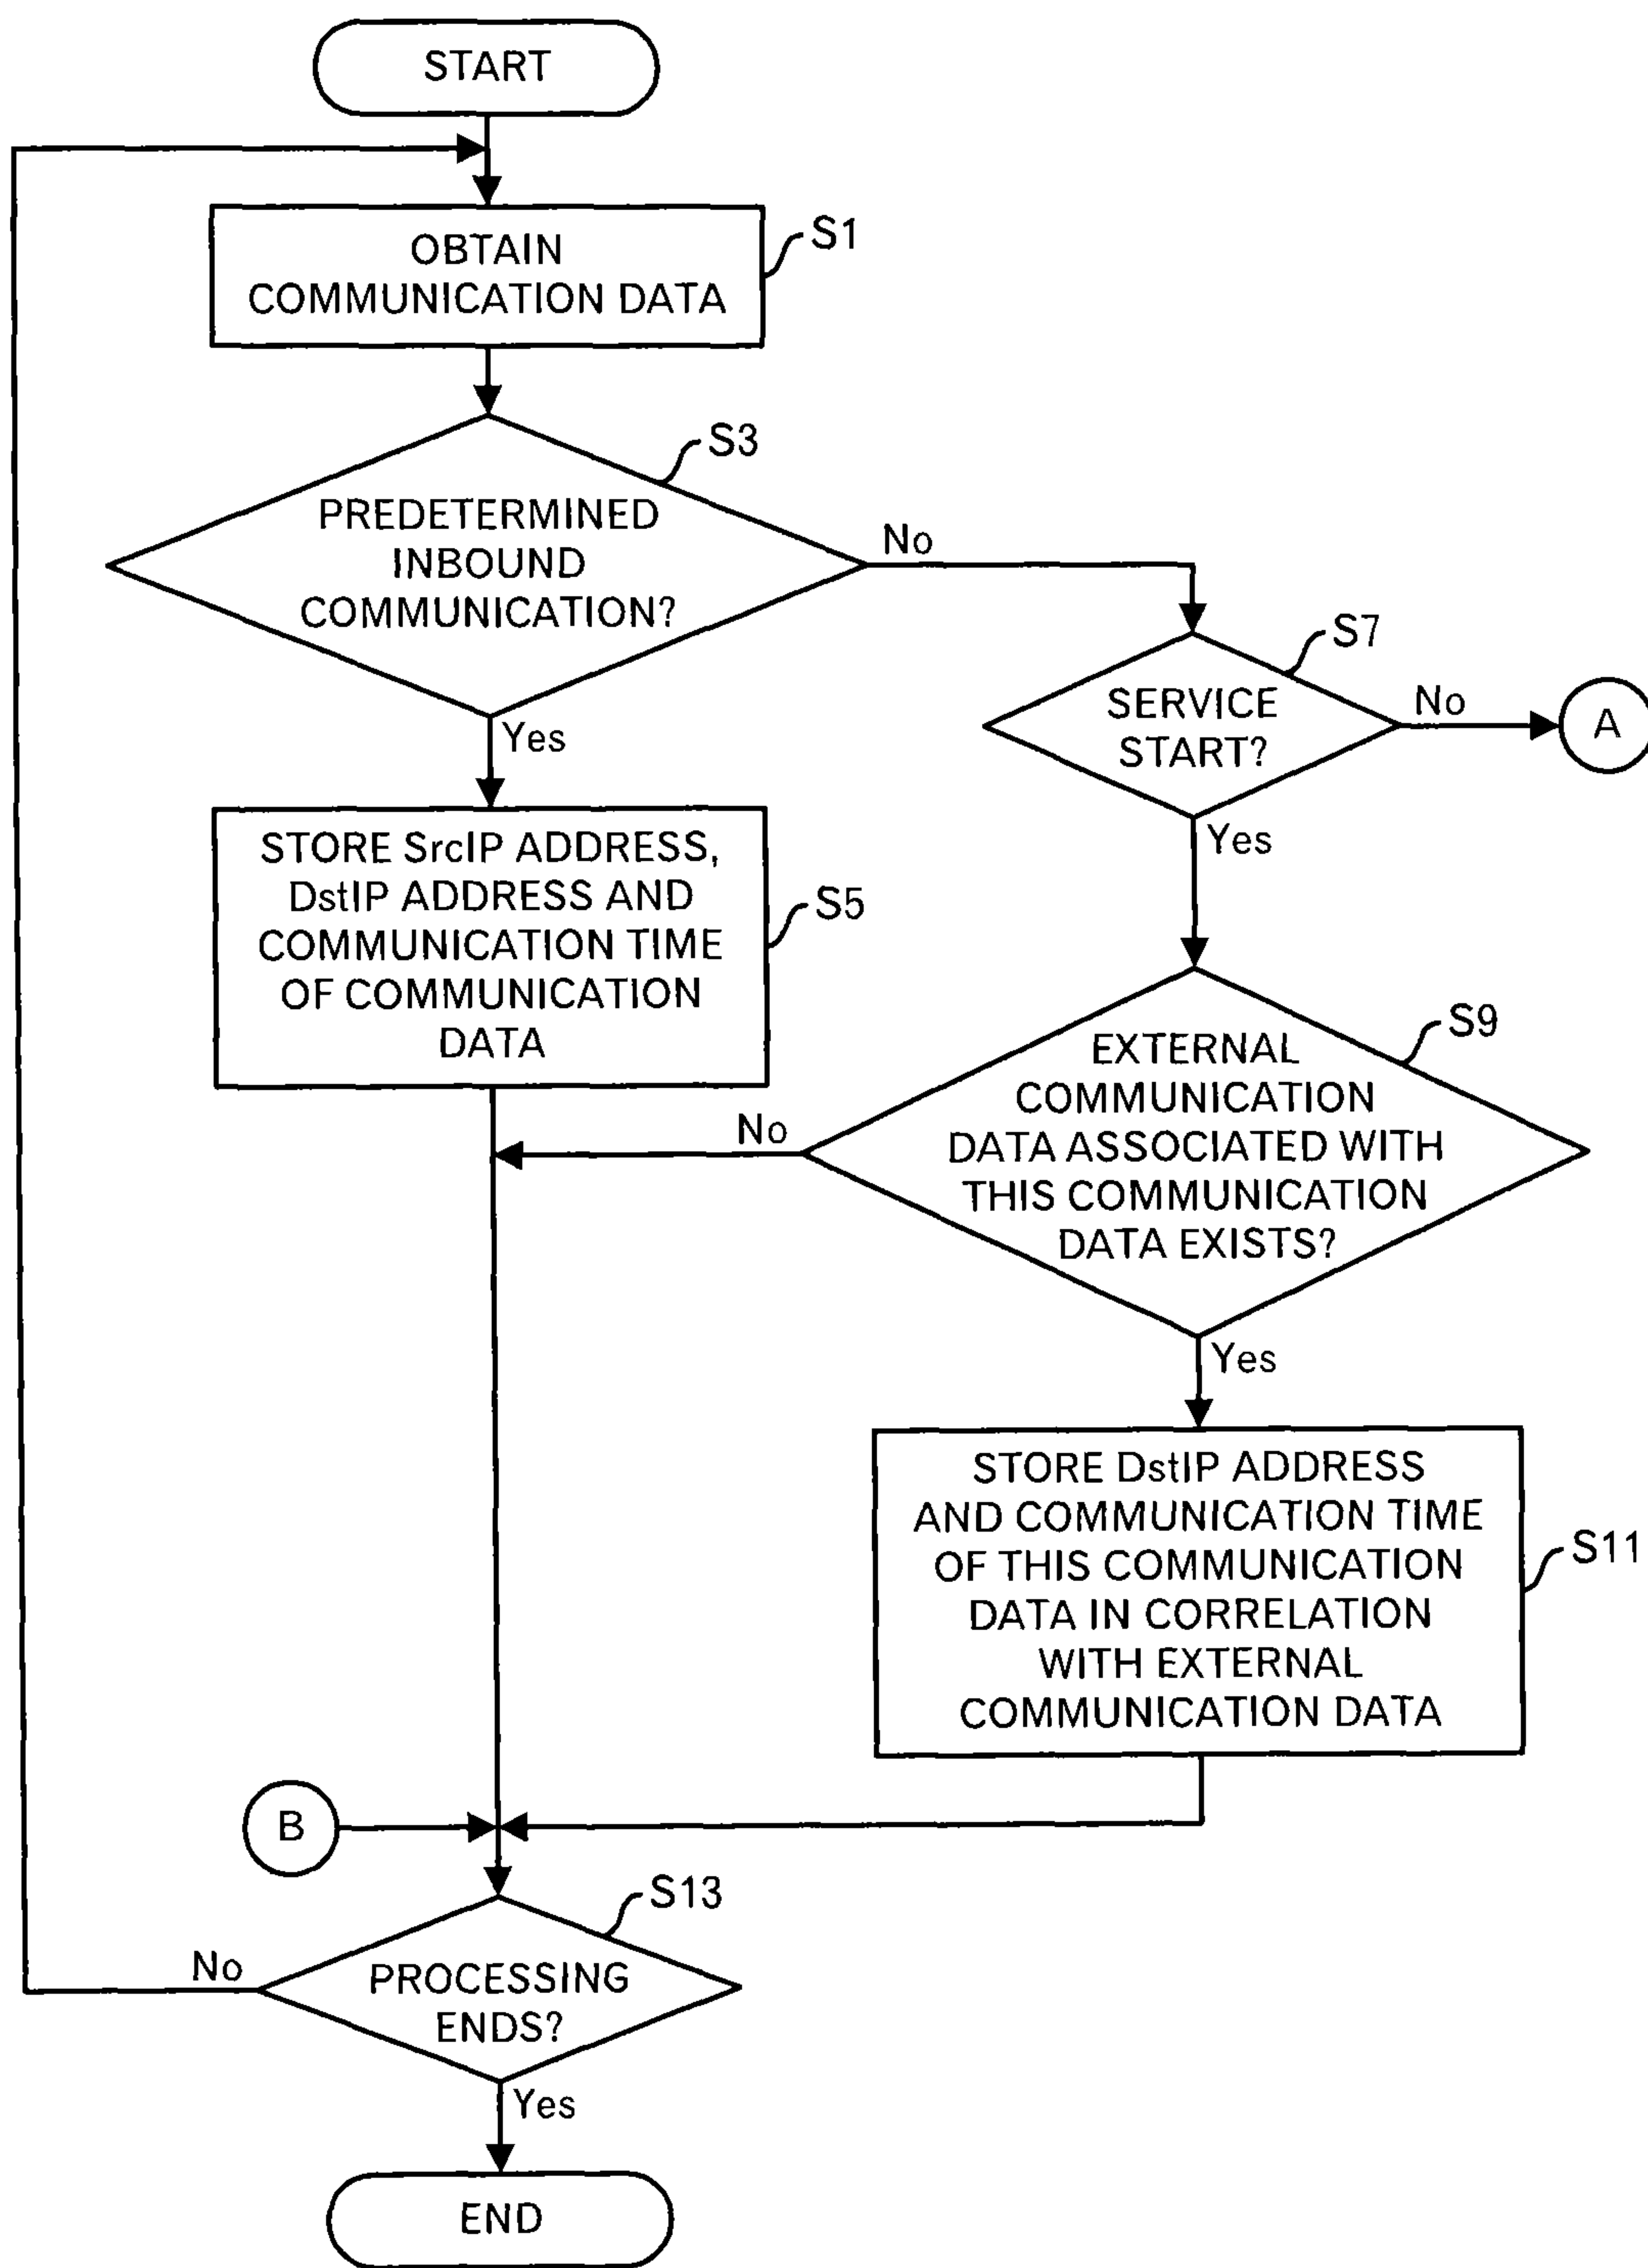 START
OBTAIN
COMMUNICATION DATA
S1
S3
PREDETERMINED
INBOUND
COMMUNICATION?
No
Yes
S7
SERVICE
START?
No
A
Yes
STORE SrcIP ADDRESS,
DstIP ADDRESS AND
COMMUNICATION TIME
OF COMMUNICATION
DATA
S5
S9
EXTERNAL
COMMUNICATION
DATA ASSOCIATED WITH
THIS COMMUNICATION
DATA EXISTS?
No
Yes
STORE DstIP ADDRESS
AND COMMUNICATION TIME
OF THIS COMMUNICATION
DATA IN CORRELATION
WITH EXTERNAL
COMMUNICATION DATA
S11
B
S13
PROCESSING
ENDS?
No
Yes
END